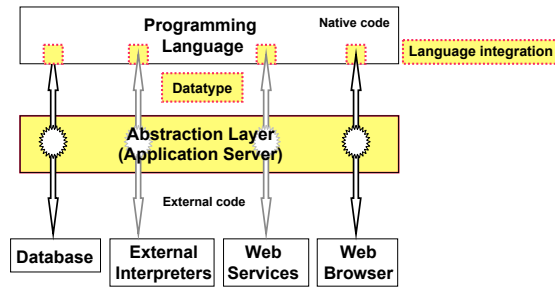 Programming
Language
Native code
Language integration
Datatype
Abstraction Layer
(Application Server)
External code
Database
External
Interpreters
Web
Services
Web
Browser